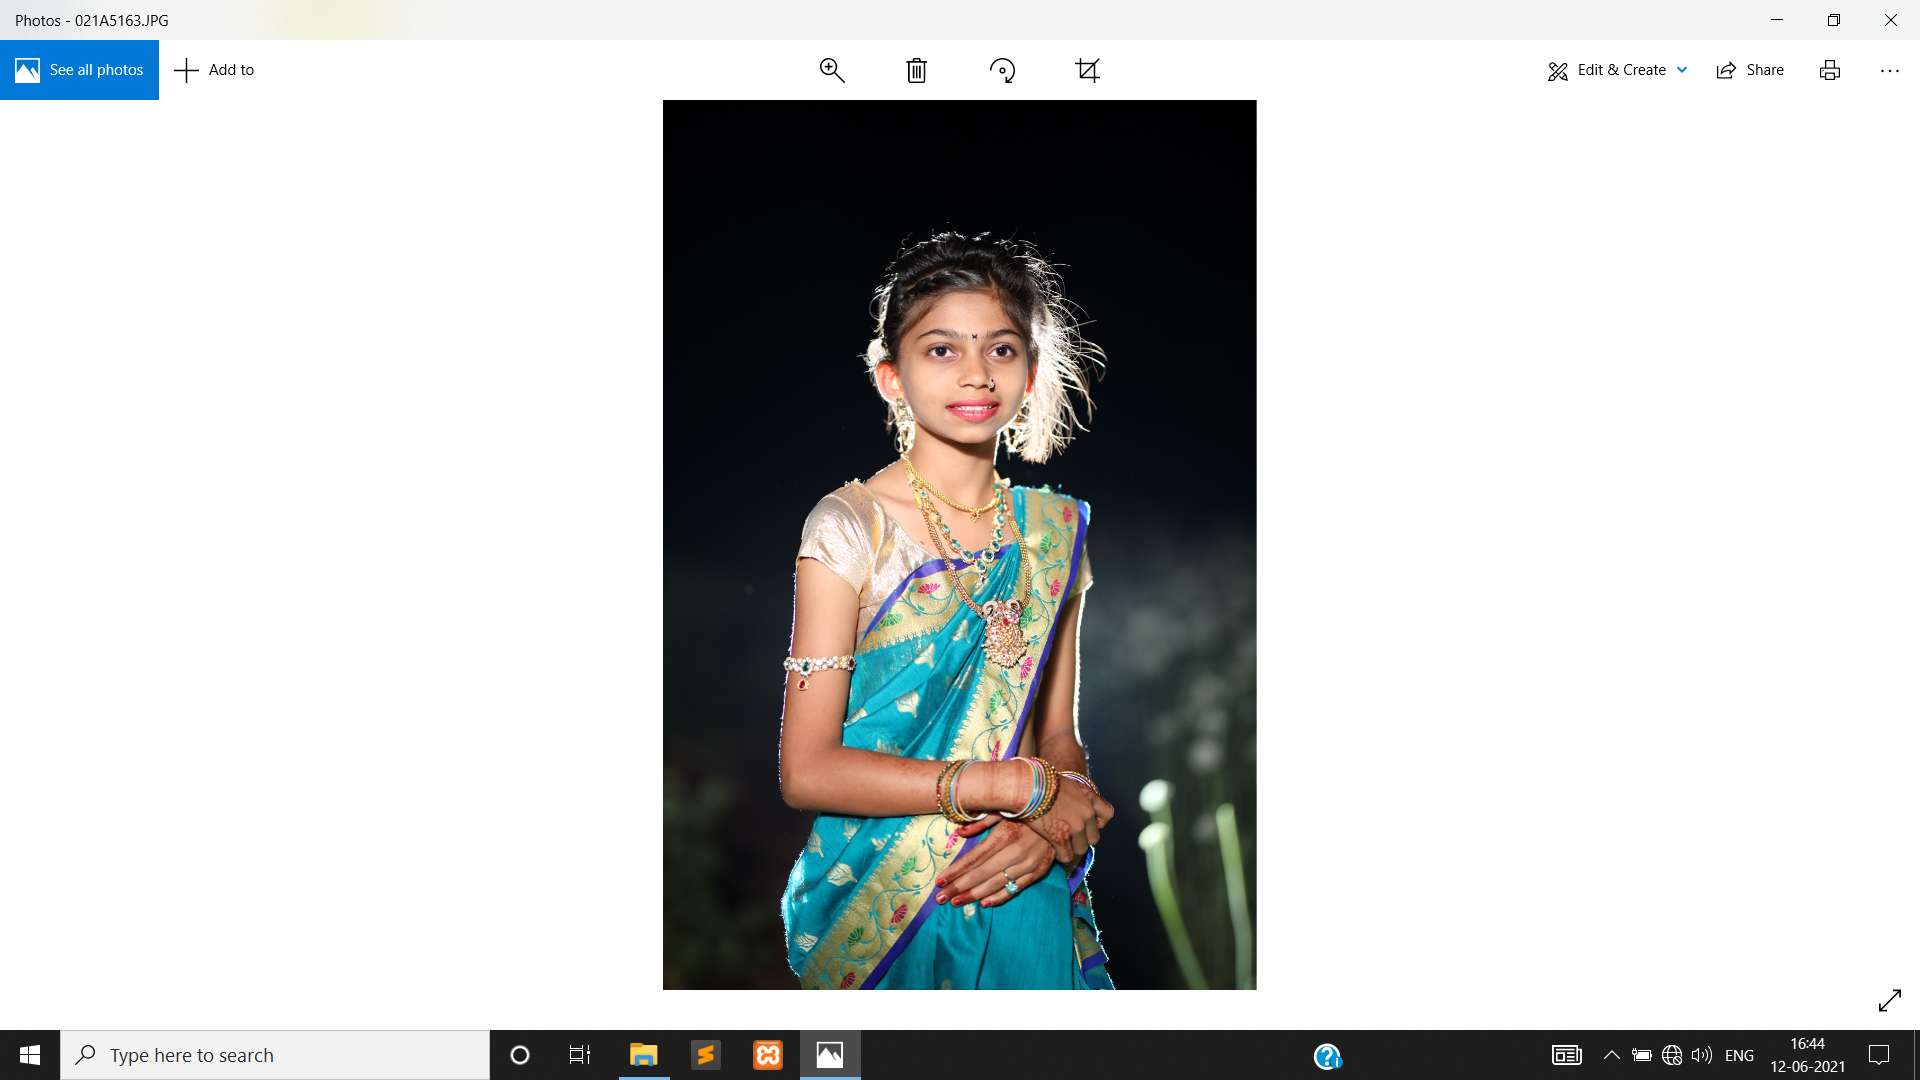 Photos - 021A5163.JPG
See all photos
Add to
Edit & Create
Share
Type here to search
ENG
16:44
12-06-2021